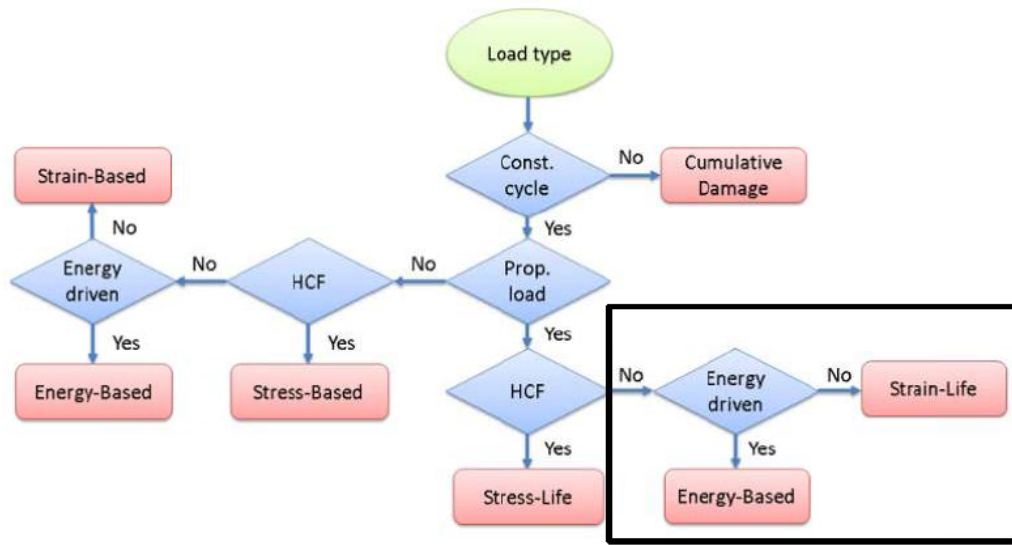 Load type
Const.
cycle
No
Cumulative
Damage
Yes
Strain-Based
No
Energy
driven
No
HCF
No
Prop.
load
Yes
Energy-Based
Yes
Stress-Based
Yes
HCF
No
Energy
driven
No
Strain-Life
Yes
Stress-Life
Yes
Energy-Based